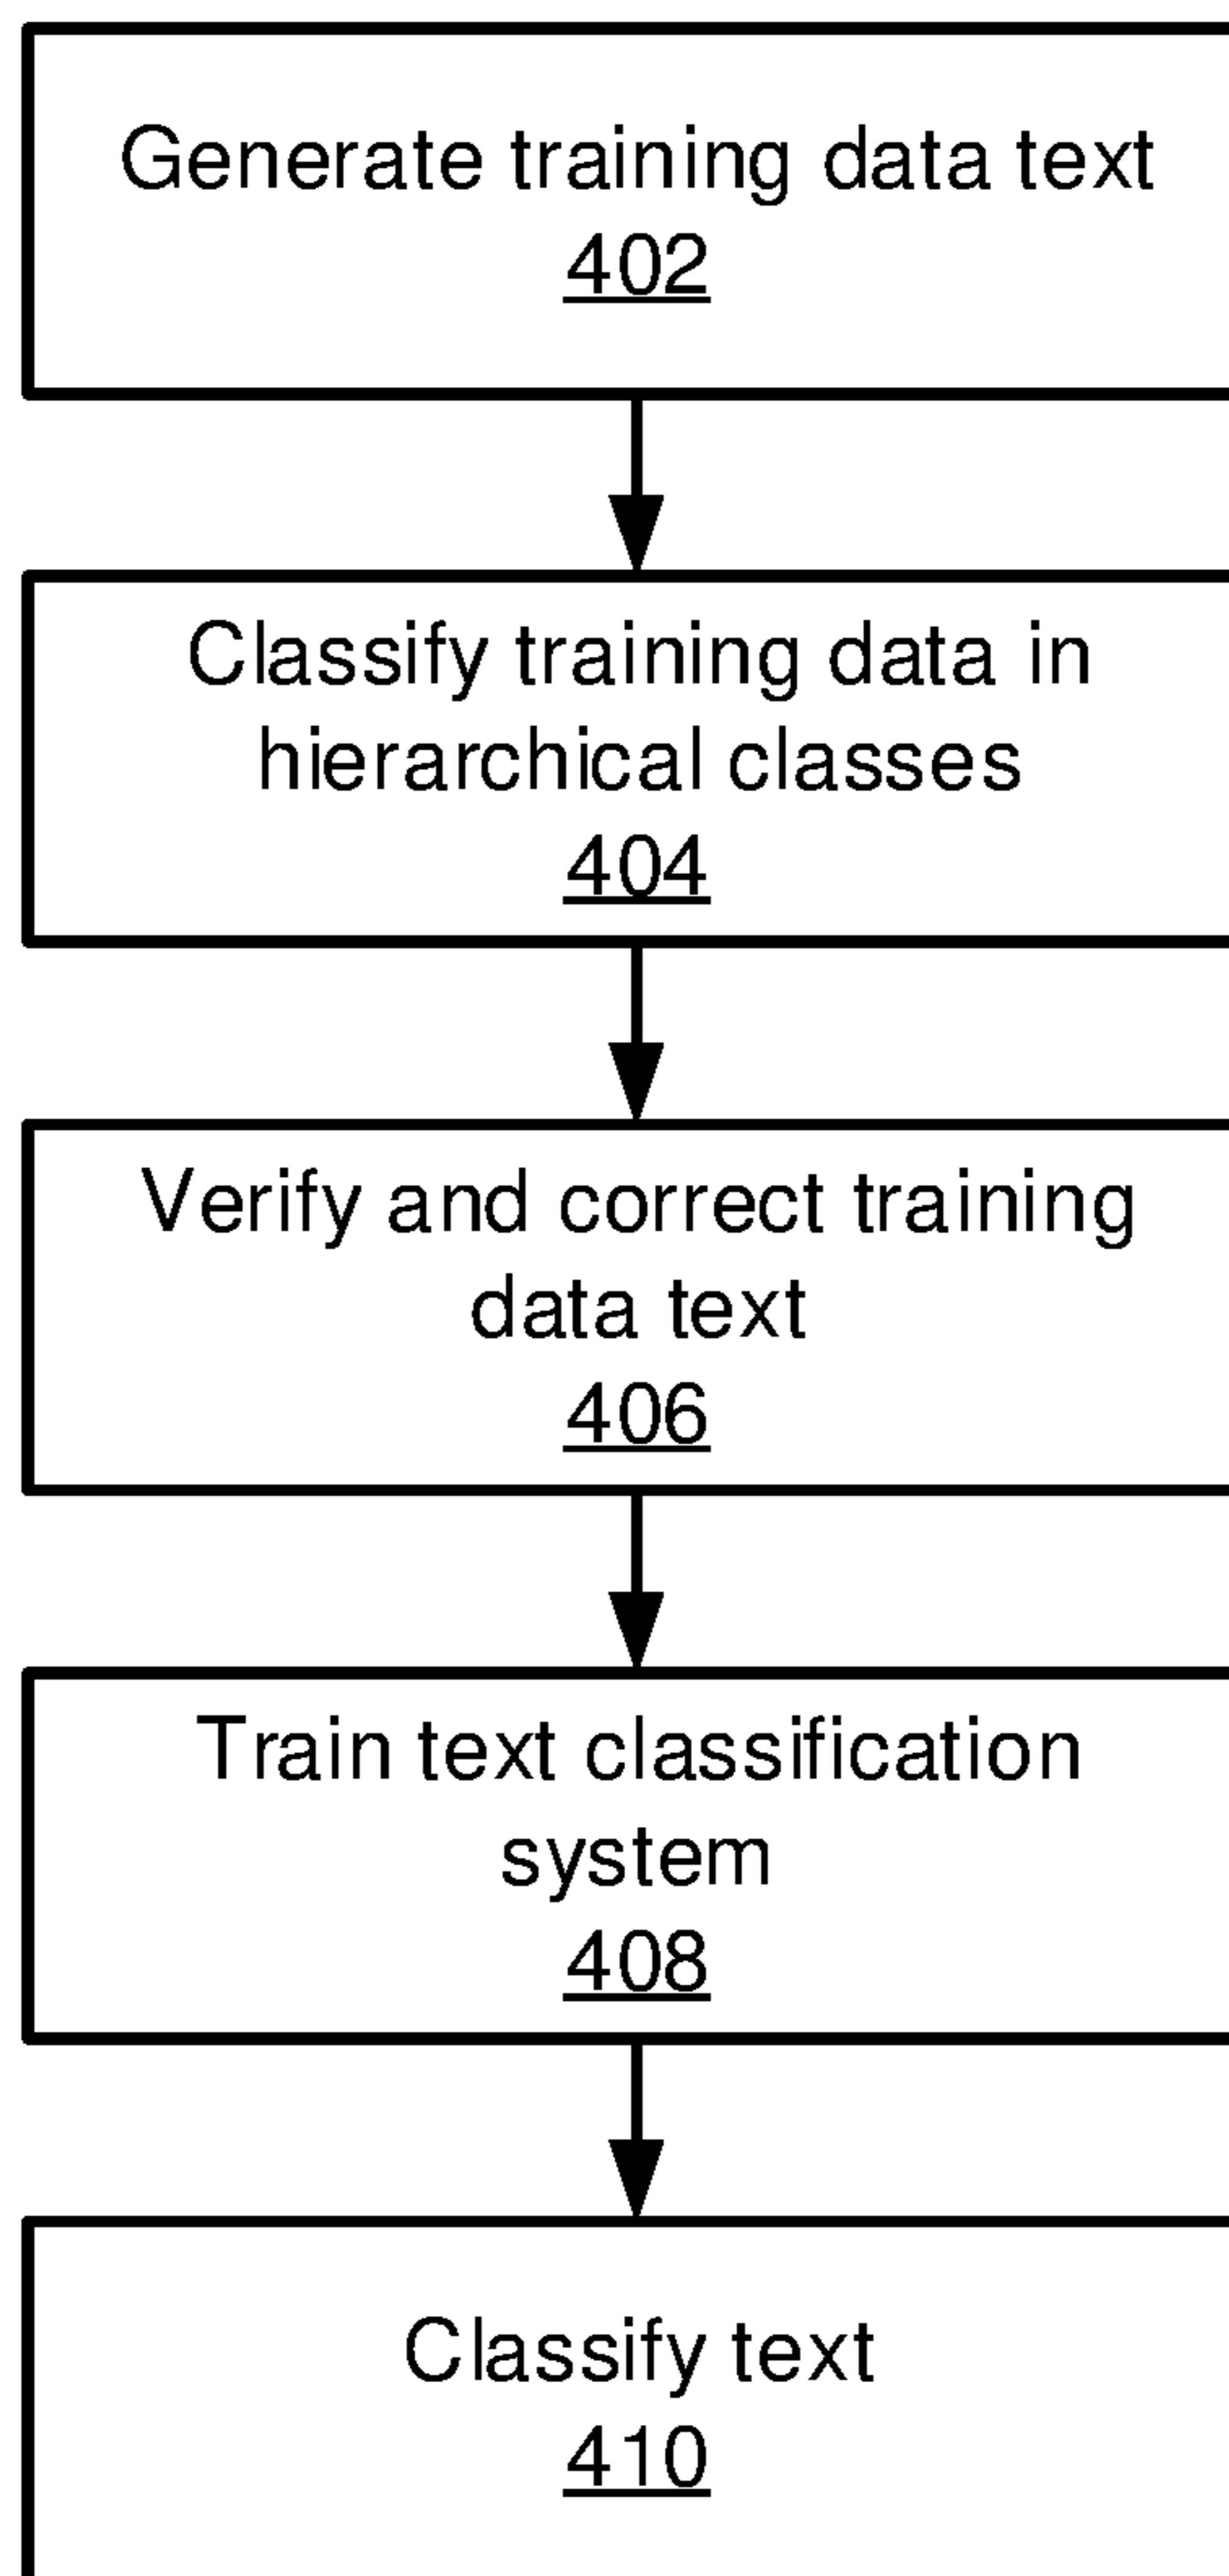 Generate training data text
402
Classify training data in
hierarchical classes
404
Verify and correct training
data text
406
Train text classification
system
408
Classify text
410